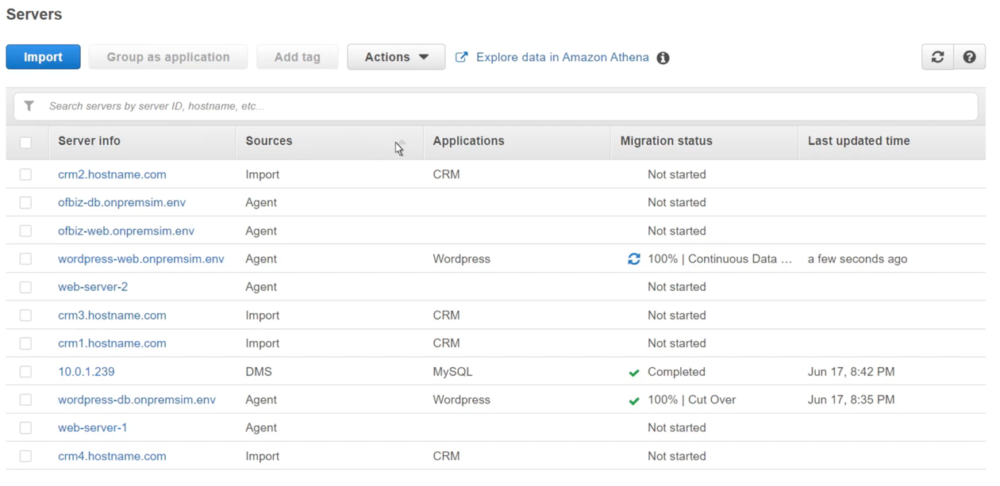 Servers
Import Group as application Add tag Actions Explore data in Amazon Athena
Search servers by server ID, hostname, etc...
Server info Sources Applications Migration status Last updated time
crm2.hostname.com Import CRM Not started
ofbiz-db.onpremsim.env Agent Not started
ofbiz-web.onpremsim.env Agent Not started
wordpress-web.onpremsim.env Agent Wordpress 100% | Continuous Data ... a few seconds ago
web-server-2 Agent Not started
crm3.hostname.com Import CRM Not started
crm1.hostname.com Import CRM Not started
10.0.1.239 DMS MySQL Completed Jun 17, 8:42 PM
wordpress-db.onpremsim.env Agent Wordpress 100% | Cut Over Jun 17, 8:35 PM
web-server-1 Agent Not started
crm4.hostname.com Import CRM Not started